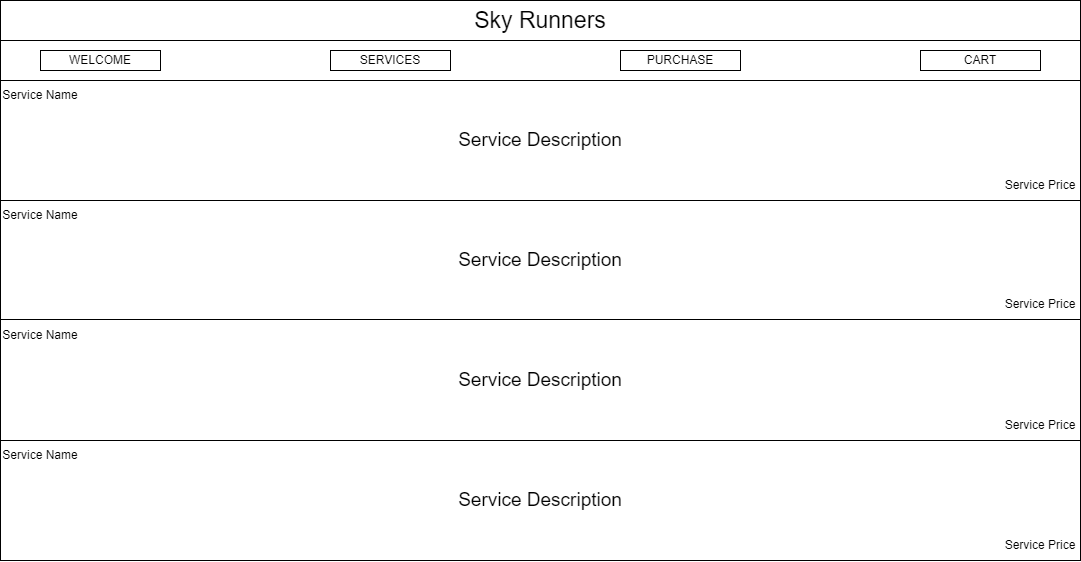 Sky Runners
WELCOME
SERVICES
PURCHASE
CART
Service Name
Service Description
Service Price
Service Name
Service Description
Service Price
Service Name
Service Description
Service Price
Service Name
Service Description
Service Price